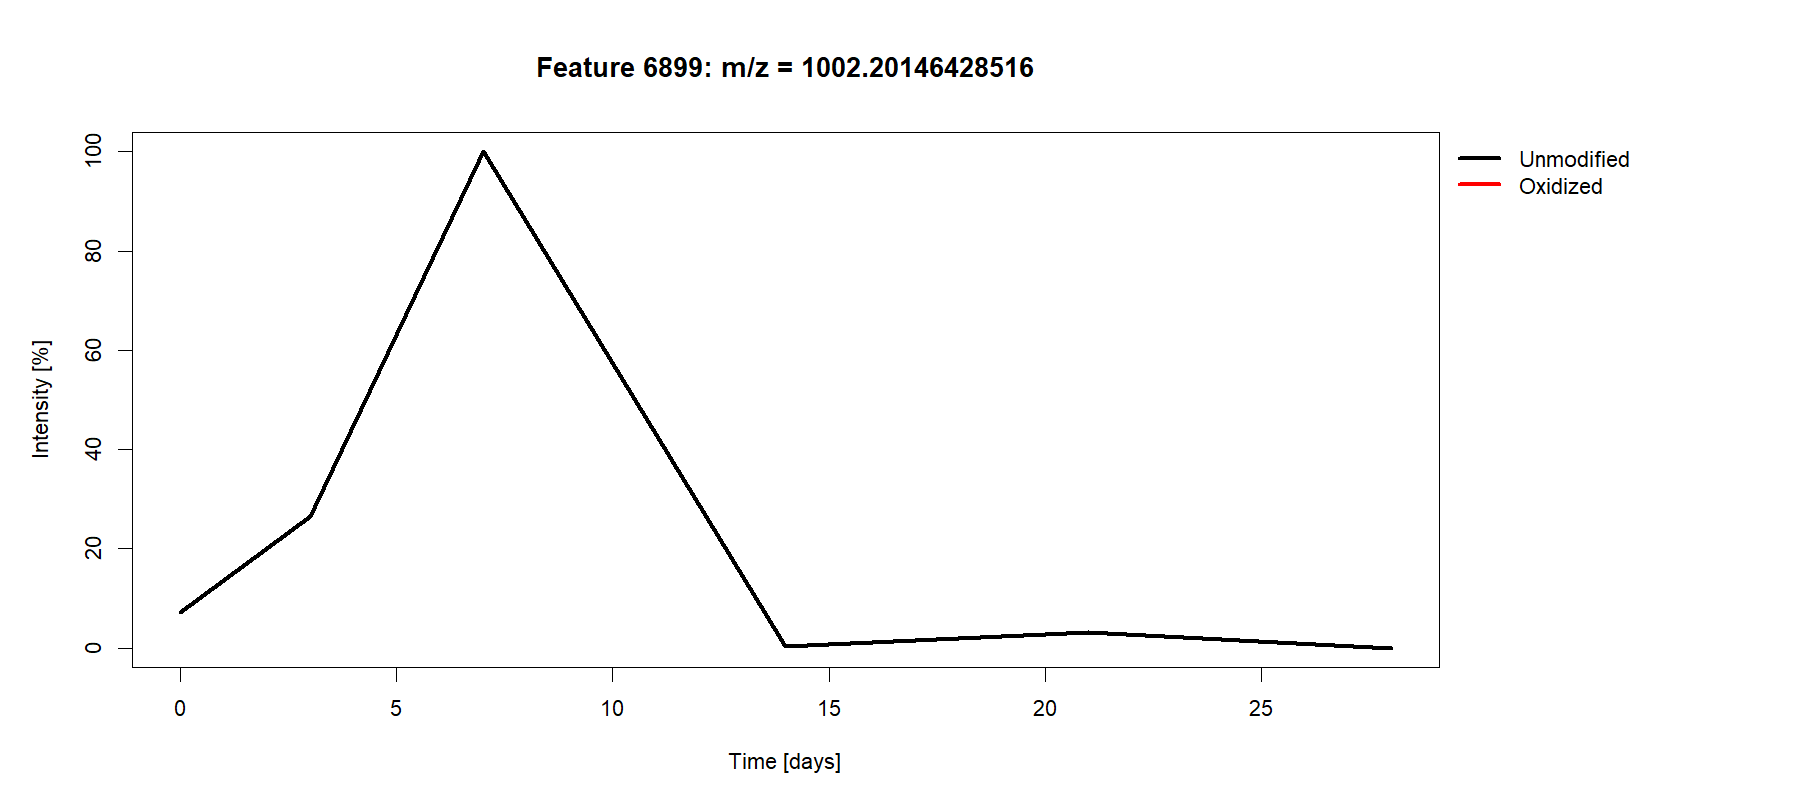 Feature 6899: m/z = 1002.20146428516
Unmodified
Oxidized
Intensity [%]
100
80
60
40
20
0
0 5 10 15 20 25
Time [days]